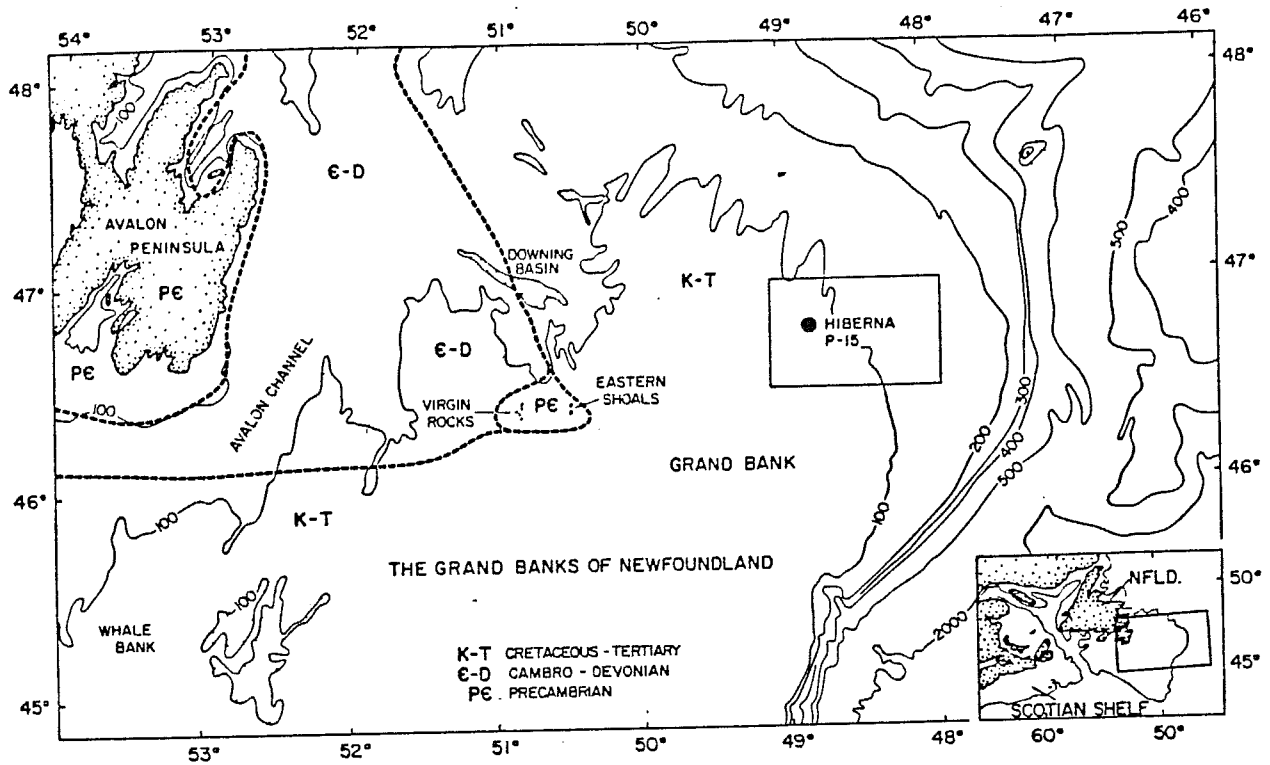 54° 53° 52° 51° 50° 49° 48° 47° 46°
48° 48°
100
Є-D
500
400
AVALON
PENINSULA
DOWNING
BASIN
47° 47°
PЄ
K-T
HIBERNA
P-15
Є-D
PЄ
100
AVALON CHANNEL
EASTERN
SHOALS
VIRGIN
ROCKS
PЄ
300
200
400
500
GRAND BANK
46° 46°
100
K-T
100
THE GRAND BANKS OF NEWFOUNDLAND
100
WHALE
BANK
2000
K-T CRETACEOUS - TERTIARY
Є-D CAMBRO - DEVONIAN
PЄ PRECAMBRIAN
NFLD.
50°
45°
SCOTIAN SHELF
45°
53° 52° 51° 50° 49° 48° 60° 50°